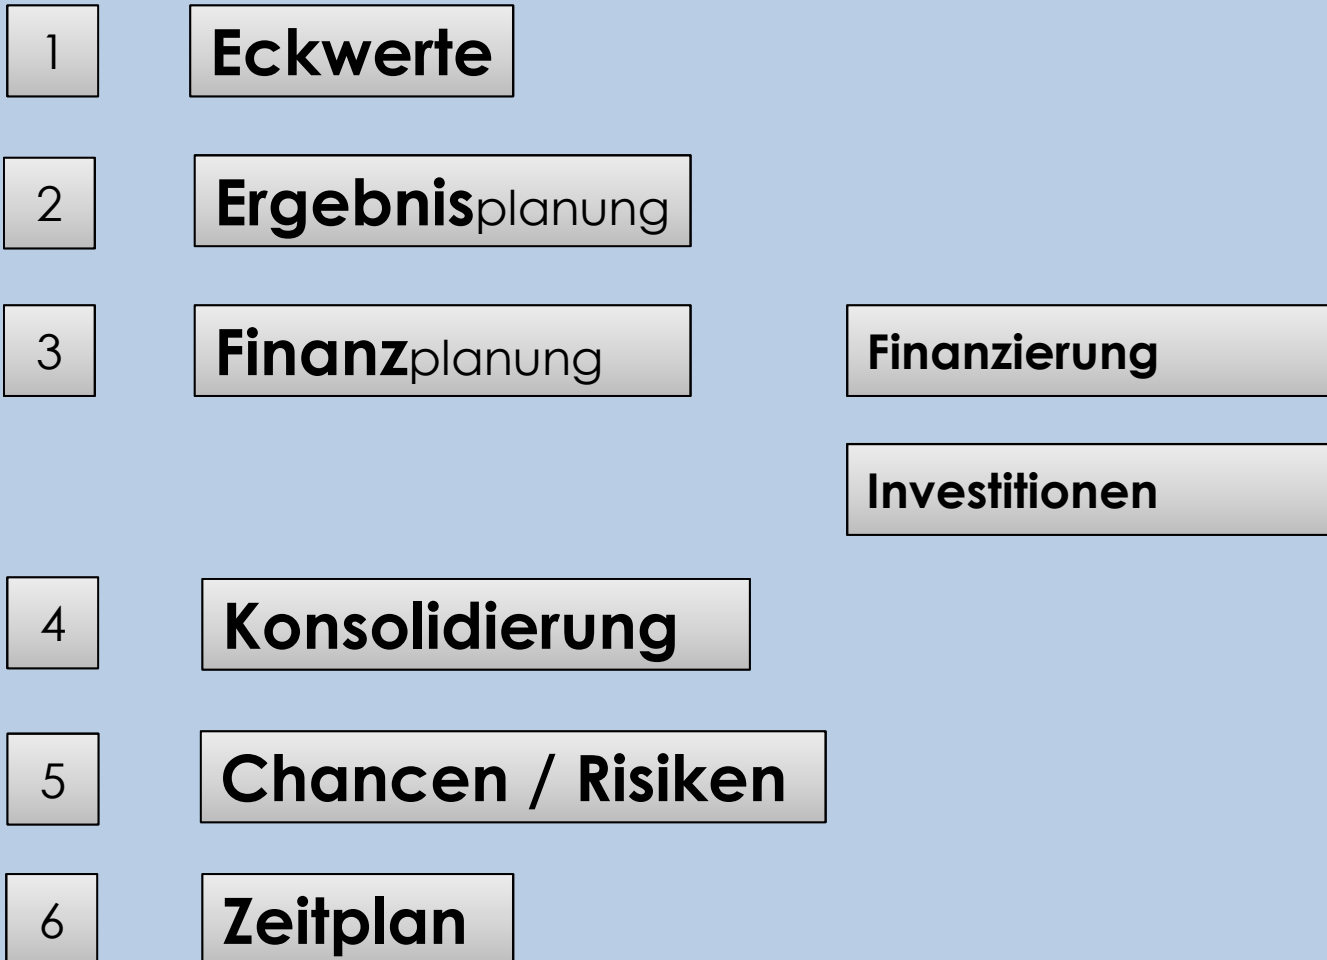 1 Eckwerte
2 Ergebnisplanung
3 Finanzplanung Finanzierung
Investitionen
4 Konsolidierung
5 Chancen / Risiken
6 Zeitplan